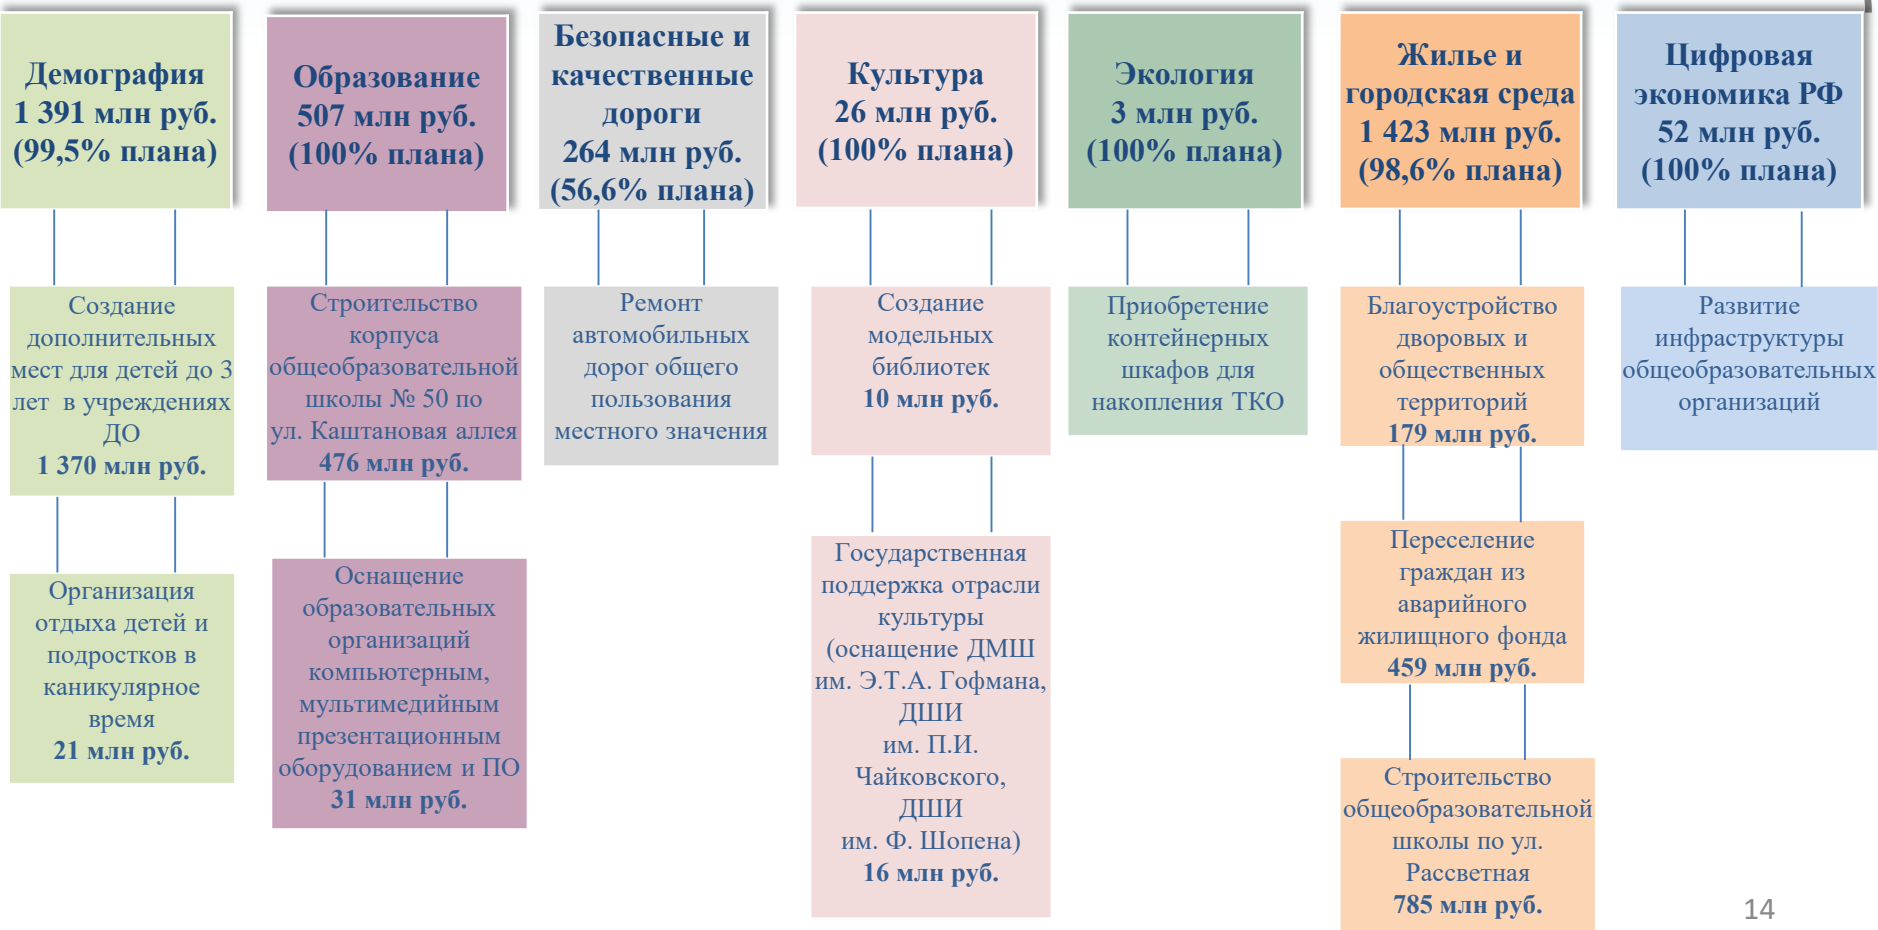 Демография
1 391 млн руб.
(99,5% плана)
Создание
дополнительных
мест для детей до 3
лет в учреждениях
ДО
1 370 млн руб.
Организация
отдыха детей и
подростков в
каникулярное
время
21 млн руб.
Образование
507 млн руб.
(100% плана)
Строительство
корпуса
общеобразовательной
школы № 50 по
ул. Каштановая аллея
476 млн руб.
Оснащение
образовательных
организаций
компьютерным,
мультимедийным
презентационным
оборудованием и ПО
31 млн руб.
Безопасные и
качественные
дороги
264 млн руб.
(56,6% плана)
Ремонт
автомобильных
дорог общего
пользования
местного значения
Культура
26 млн руб.
(100% плана)
Создание
модельных
библиотек
10 млн руб.
Государственная
поддержка отрасли
культуры
(оснащение ДМШ
им. Э.Т.А. Гофмана,
ДШИ
им. П.И.
Чайковского,
ДШИ
им. Ф. Шопена)
16 млн руб.
Экология
3 млн руб.
(100% плана)
Приобретение
контейнерных
шкафов для
накопления ТКО
Жилье и
городская среда
1 423 млн руб.
(98,6% плана)
Благоустройство
дворовых и
общественных
территорий
179 млн руб.
Переселение
граждан из
аварийного
жилищного фонда
459 млн руб.
Строительство
общеобразовательной
школы по ул.
Рассветная
785 млн руб.
Цифровая
экономика РФ
52 млн руб.
(100% плана)
Развитие
инфраструктуры
общеобразовательных
организаций
14